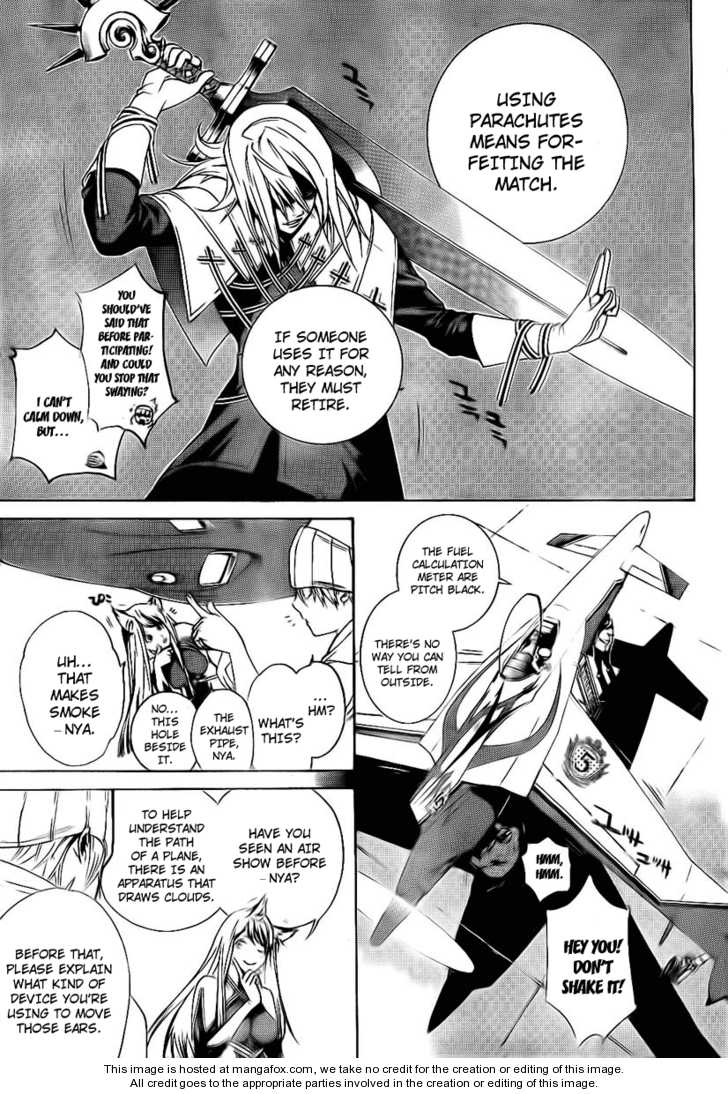 USING
PARACHUTES
MEANS FOR-
FEITING THE
MATCH.
IF SOMEONE
USES IT FOR
ANY REASON,
THEY MUST
RETIRE.
YOU
SHOULD'VE
SAID THAT
BEFORE PAR-
TICIPATING!
AND COULD
YOU STOP THAT
SWAYING?
I CAN'T
CALM DOWN,
BUT...
THE FUEL
CALCULATION
METER ARE
PITCH BLACK.
THERE'S NO
WAY YOU CAN
TELL FROM
OUTSIDE.
...
HM?
WHAT'S
THIS?
THE
EXHAUST
PIPE,
NYA.
NO...
THIS
HOLE
BESIDE
IT.
UH...
THAT
MAKES
SMOKE
-NYA.
ユサ
ユサ
5
HMM,
HMM.
HEY YOU!
DON'T
SHAKE IT!
HAVE YOU
SEEN AN AIR
SHOW BEFORE
-NYA?
TO HELP
UNDERSTAND
THE PATH
OF A PLANE,
THERE IS AN
APPARATUS THAT
DRAWS CLOUDS.
BEFORE THAT,
PLEASE EXPLAIN
WHAT KIND OF
DEVICE YOU'RE
USING TO MOVE
THOSE EARS.
This image is hosted at mangafox.com, we take no credit for the creation or editing of this image.
All credit goes to the appropriate parties involved in the creation or editing of this image.